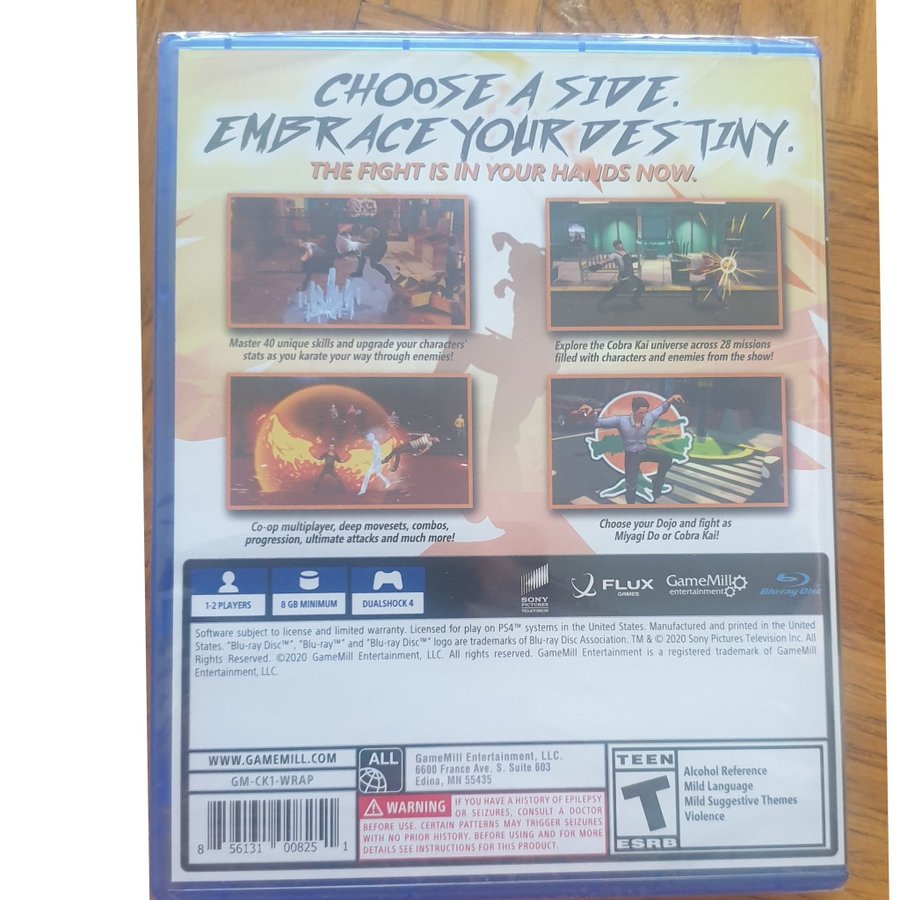 CHOOSE A SIDE.
EMBRACE YOUR DESTINY.
THE FIGHT IS IN YOUR HANDS NOW.
Master 40 unique skills and upgrade your characters'
stats as you karate your way through enemies!
Explore the Cobra Kai universe across 28 missions
filled with characters and enemies from the show!
Co-op multiplayer, deep movesets, combos,
progression, ultimate attacks and much more!
Choose your Dojo and fight as
Miyagi Do or Cobra Kai!
1-2 PLAYERS
8 GB MINIMUM
DUALSHOCK 4
SONY
PICTURES
TELEVISION
FLUX
GAMES
GameMill
entertainment
Blu-ray Disc
Software subject to license and limited warranty. Licensed for play on PS4™ systems in the United States. Manufactured and printed in the United
States. "Blu-ray Disc™", "Blu-ray™" and "Blu-ray Disc™" logo are trademarks of Blu-ray Disc Association. TM & © 2020 Sony Pictures Television Inc. All
Rights Reserved. ©2020 GameMill Entertainment, LLC. All rights reserved. GameMill Entertainment is a registered trademark of GameMill
Entertainment, LLC.
WWW.GAMEMILL.COM
GM-CK1-WRAP
8 56131 00825 1
ALL
GameMill Entertainment, LLC.
6600 France Ave. S. Suite 603
Edina, MN 55435
WARNING IF YOU HAVE A HISTORY OF EPILEPSY
OR SEIZURES, CONSULT A DOCTOR
BEFORE USE. CERTAIN PATTERNS MAY TRIGGER SEIZURES
WITH NO PRIOR HISTORY. BEFORE USING AND FOR MORE
DETAILS SEE INSTRUCTIONS FOR THIS PRODUCT.
TEEN
T
ESRB
Alcohol Reference
Mild Language
Mild Suggestive Themes
Violence